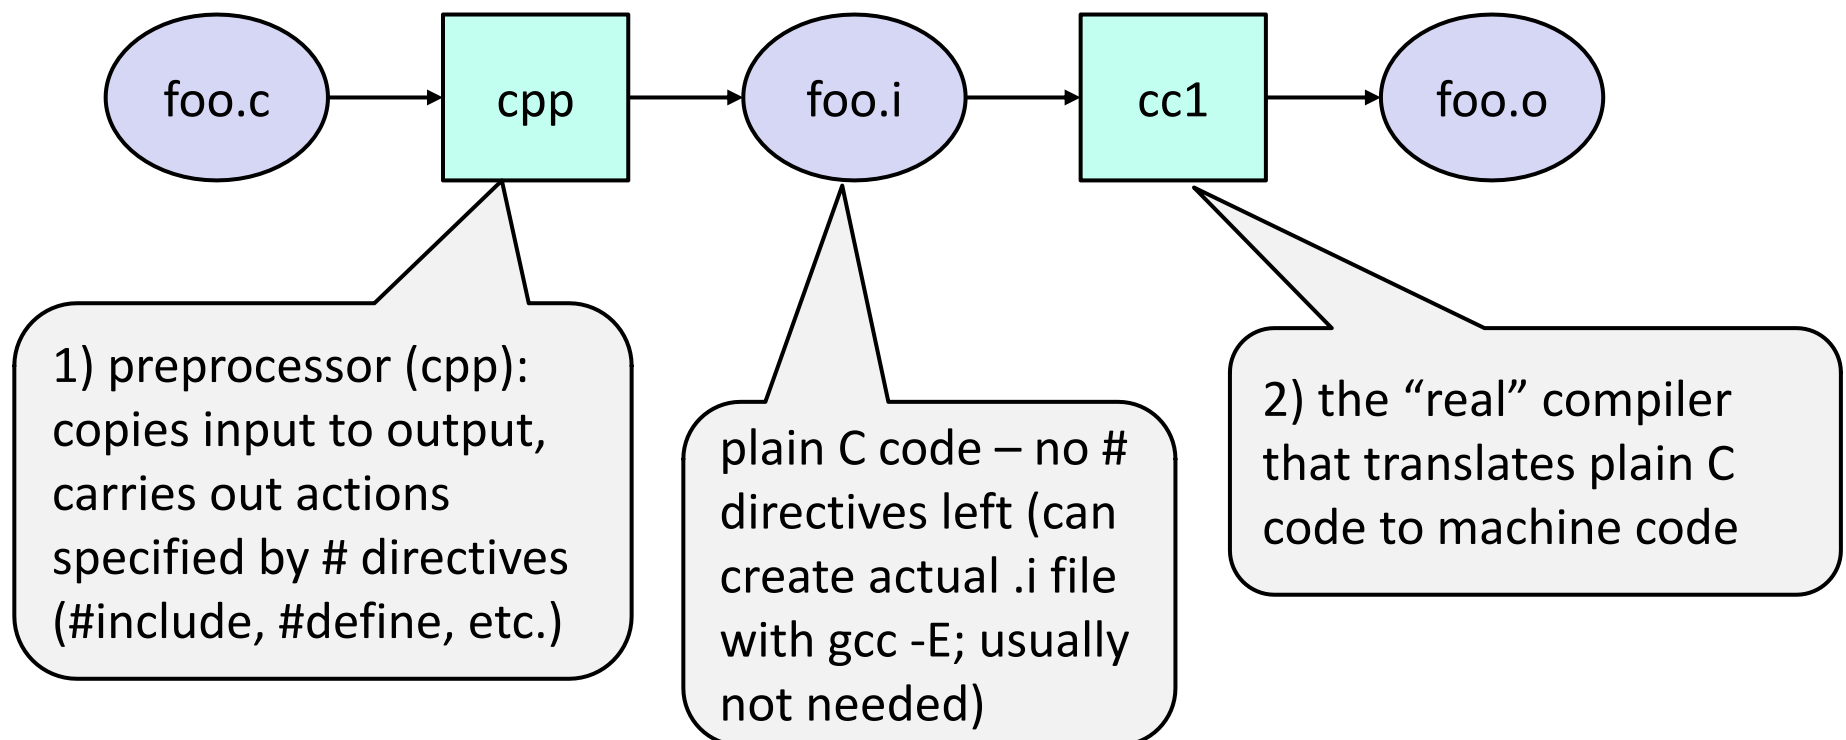 foo.c
cpp
foo.i
cc1
foo.o
1) preprocessor (cpp):
copies input to output,
carries out actions
specified by # directives
(#include, #define, etc.)
plain C code – no #
directives left (can
create actual .i file
with gcc -E; usually
not needed)
2) the “real” compiler
that translates plain C
code to machine code